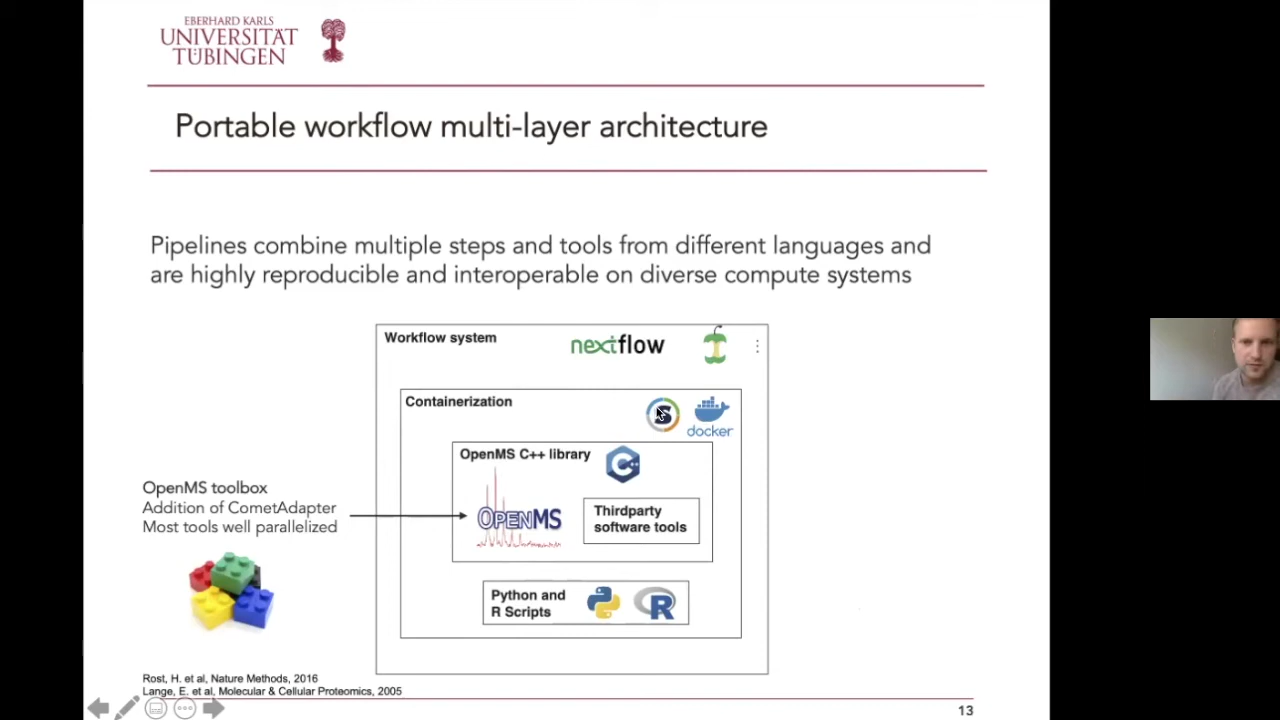 EBERHARD KARLS
UNIVERSITÄT
TÜBINGEN
Portable workflow multi-layer architecture
Pipelines combine multiple steps and tools from different languages and
are highly reproducible and interoperable on diverse compute systems
Workflow system
nextflow
Containerization
S
docker
OpenMS C++ library
C++
OpenMS toolbox
Addition of CometAdapter
Most tools well parallelized
OPENMS
Thirdparty
software tools
Python and
R Scripts
R
Rost, H. et al, Nature Methods, 2016
Lange, E. et al, Molecular & Cellular Proteomics, 2005
13